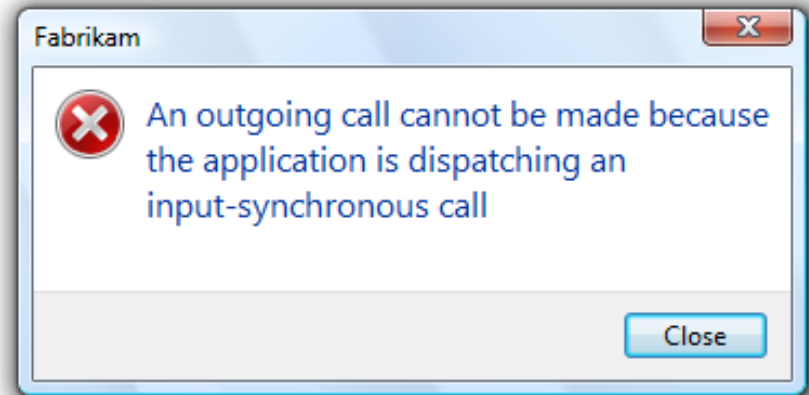 Fabrikam
An outgoing call cannot be made because
the application is dispatching an
input-synchronous call
Close